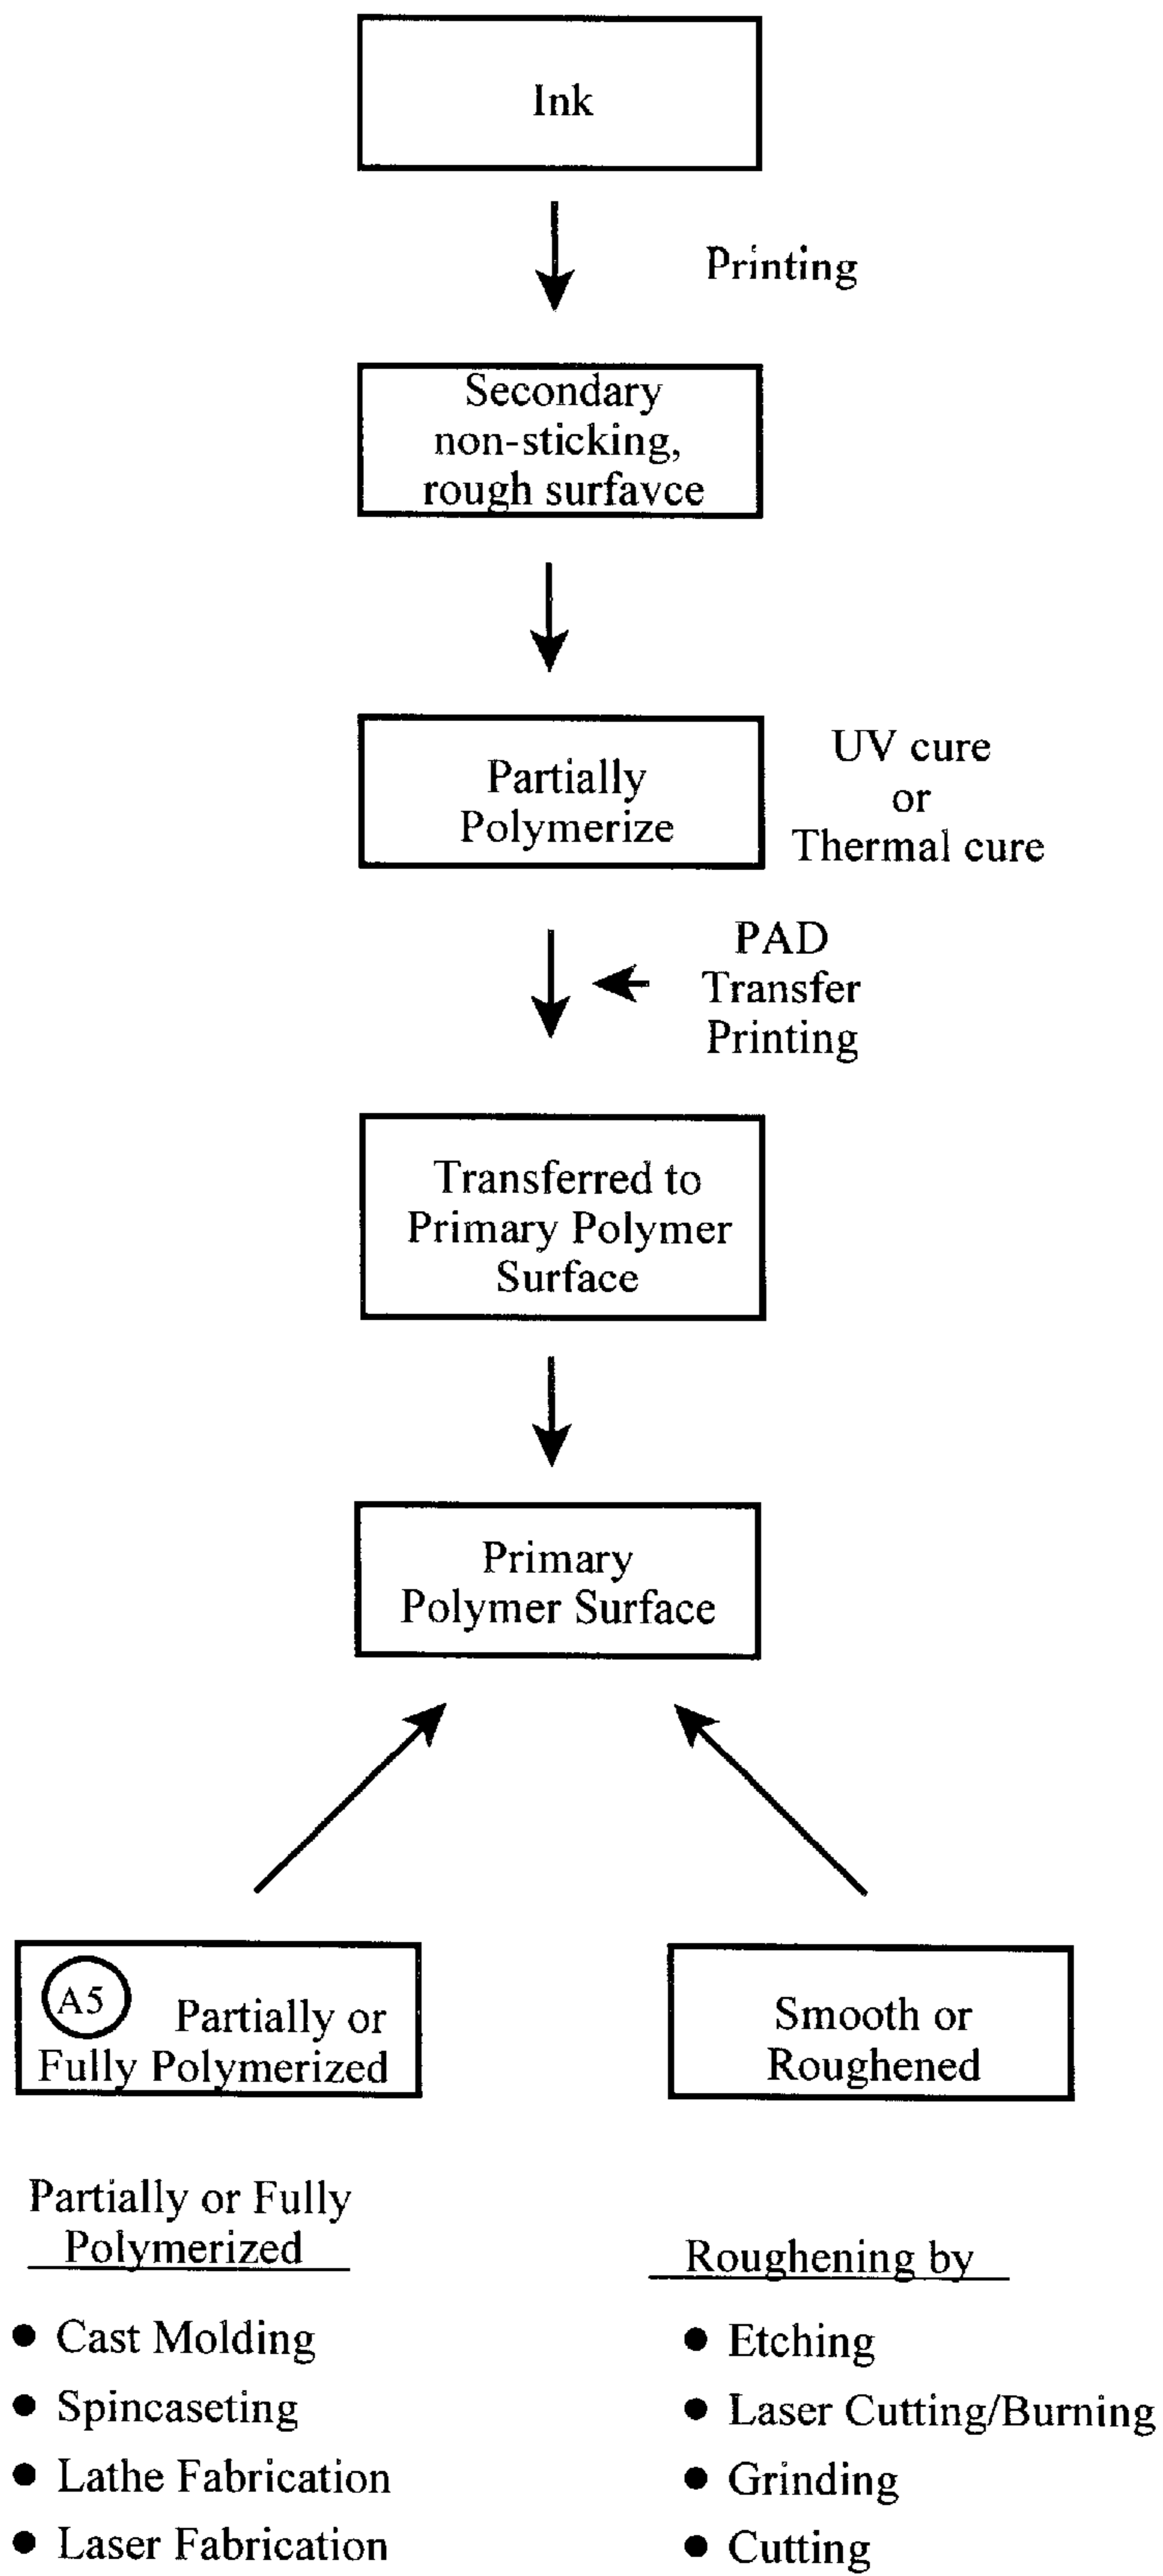 Ink
Printing
Secondary
non-sticking,
rough surfavce
Partially
Polymerize
UV cure
or
Thermal cure
PAD
Transfer
Printing
Transferred to
Primary Polymer
Surface
Primary
Polymer Surface
A5
Partially or
Fully Polymerized
Smooth or
Roughened
Partially or Fully
Polymerized
● Cast Molding
● Spincaseting
● Lathe Fabrication
● Laser Fabrication
Roughening by
● Etching
● Laser Cutting/Burning
● Grinding
● Cutting